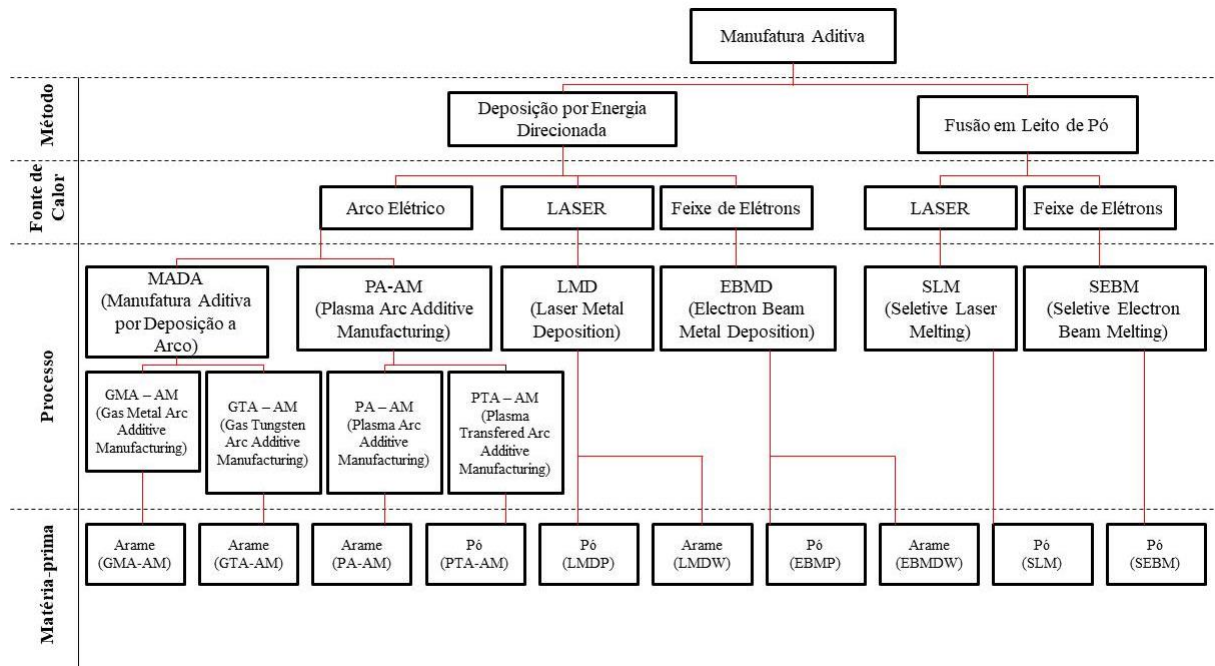 Manufatura Aditiva
Método
Deposição por Energia
Direcionada
Fusão em Leito de Pó
Fonte de
Calor
Arco Elétrico
LASER
Feixe de Elétrons
LASER
Feixe de Elétrons
Processo
MADA
(Manufatura Aditiva
por Deposição a
Arco)
PA-AM
(Plasma Arc Additive
Manufacturing)
LMD
(Laser Metal
Deposition)
EBMD
(Electron Beam
Metal Deposition)
SLM
(Seletive Laser
Melting)
SEBM
(Seletive Electron
Beam Melting)
GMA – AM
(Gas Metal Arc
Additive
Manufacturing)
GTA – AM
(Gas Tungsten
Arc Additive
Manufacturing)
PA – AM
(Plasma Arc
Additive
Manufacturing)
PTA – AM
(Plasma
Transfered Arc
Additive
Manufacturing)
Matéria-prima
Arame
(GMA-AM)
Arame
(GTA-AM)
Arame
(PA-AM)
Pó
(PTA-AM)
Pó
(LMDP)
Arame
(LMDW)
Pó
(EBMP)
Arame
(EBMDW)
Pó
(SLM)
Pó
(SEBM)